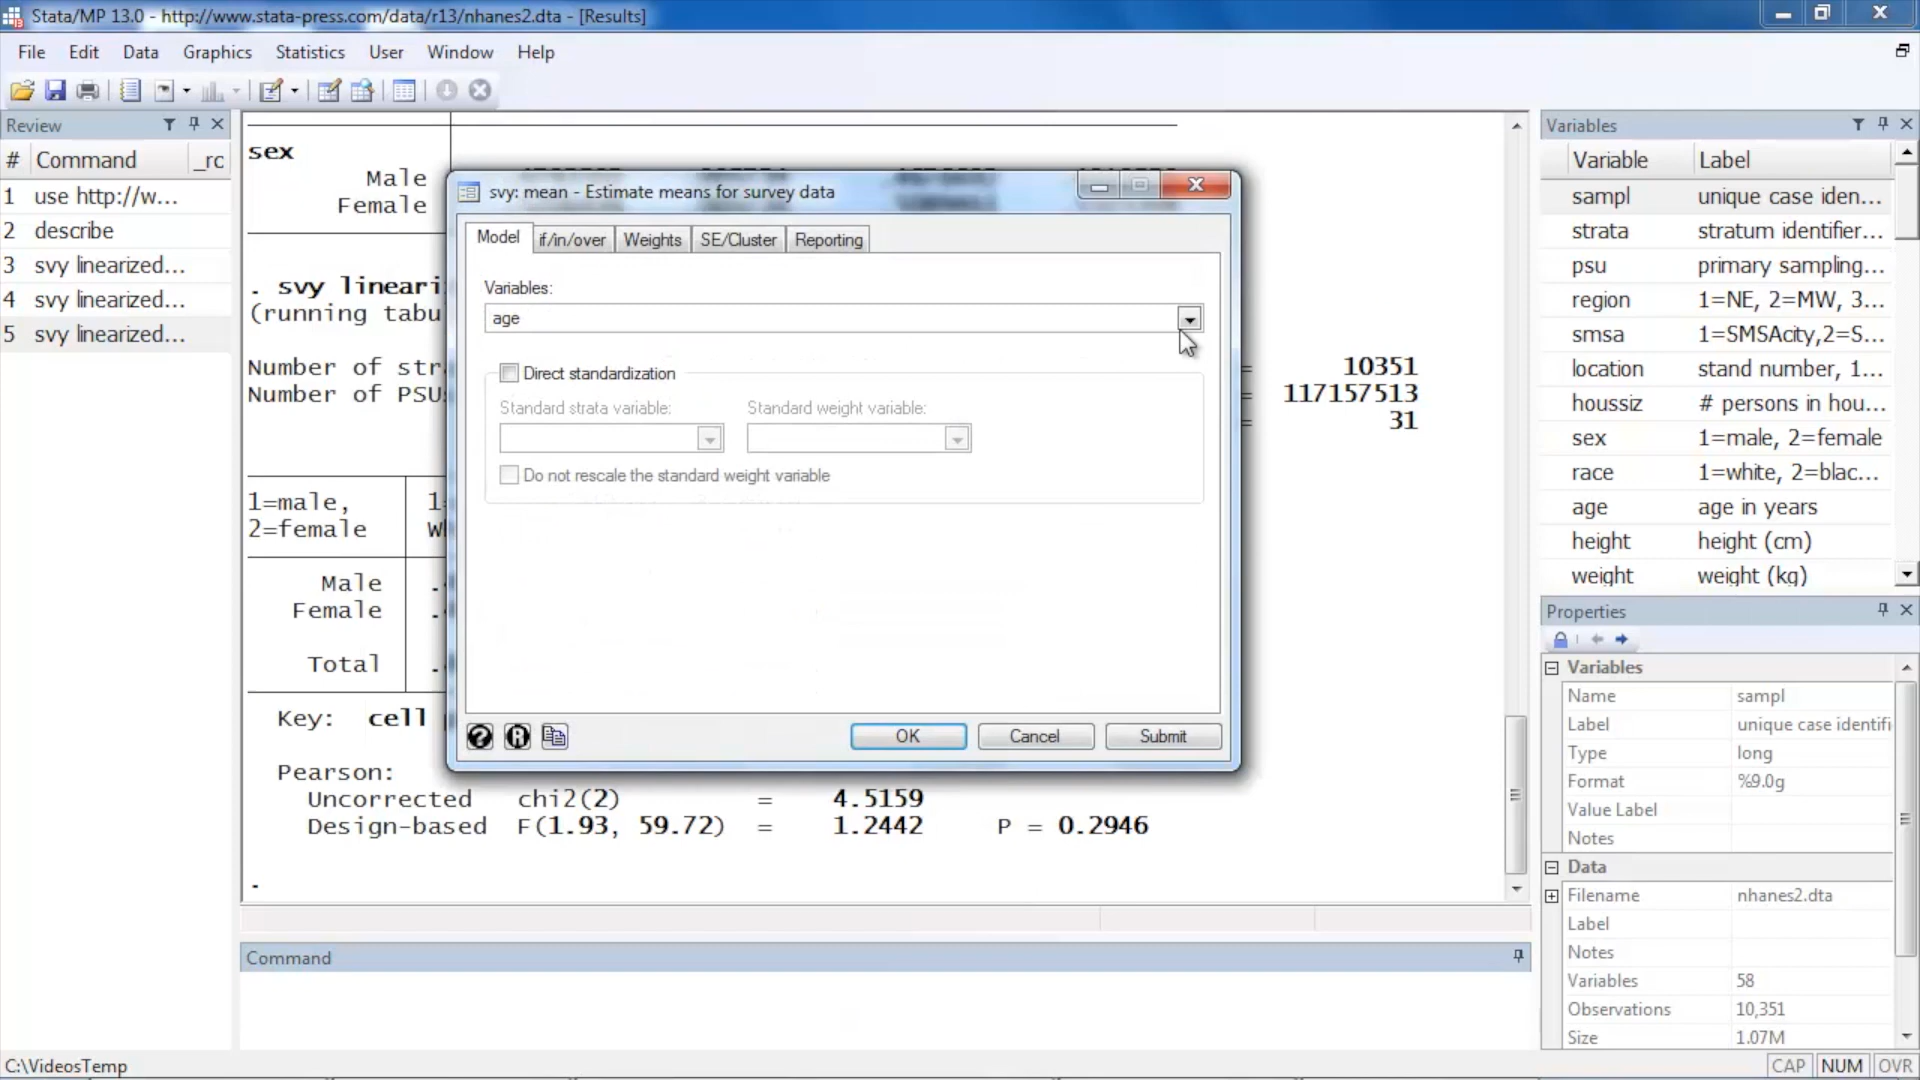 Stata/MP 13.0 - http://www.stata-press.com/data/r13/nhanes2.dta - [Results]
File Edit Data Graphics Statistics User Window Help
Review
# Command _rc
1 use http://w...
2 describe
3 svy linearized...
4 svy linearized...
5 svy linearized...
sex
Male
Female
. svy lineari
(running tabu
Number of str = 10351
Number of PSU = 117157513
= 31
1=male, 1
2=female
Male
Female
Total
Key: cell
Pearson:
Uncorrected chi2(2) = 4.5159
Design-based F(1.93, 59.72) = 1.2442 P = 0.2946
.
svy: mean - Estimate means for survey data
Model if/in/over Weights SE/Cluster Reporting
Variables:
age
Direct standardization
Standard strata variable: Standard weight variable:
Do not rescale the standard weight variable
OK Cancel Submit
Command
Variables
Variable Label
sampl unique case iden...
strata stratum identifier...
psu primary sampling...
region 1=NE, 2=MW, 3...
smsa 1=SMSAcity,2=S...
location stand number, 1...
houssiz # persons in hou...
sex 1=male, 2=female
race 1=white, 2=blac...
age age in years
height height (cm)
weight weight (kg)
Properties
Variables
Name sampl
Label unique case identifi
Type long
Format %9.0g
Value Label
Notes
Data
Filename nhanes2.dta
Label
Notes
Variables 58
Observations 10,351
Size 1.07M
C:\VideosTemp
CAP NUM OVR